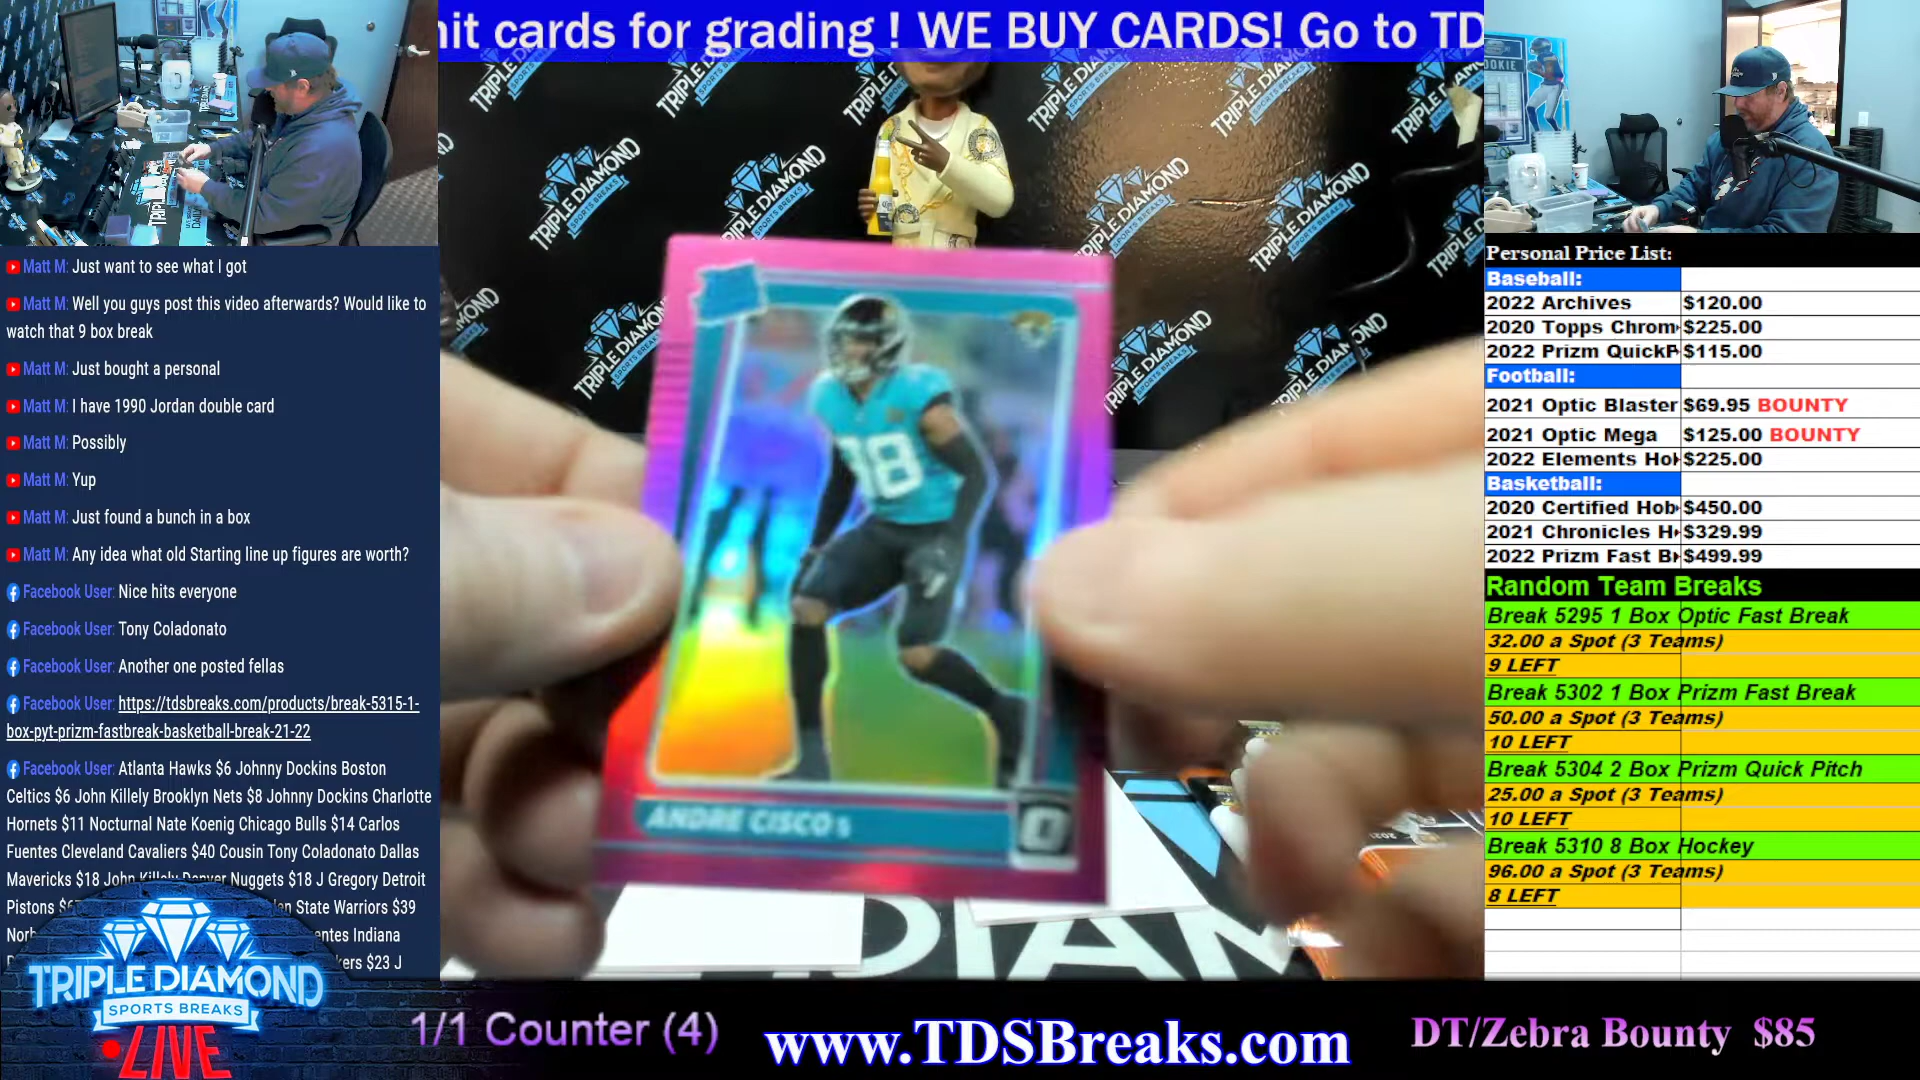 nit cards for grading ! WE BUY CARDS! Go to TD
Matt M: Just want to see what I got
Matt M: Well you guys post this video afterwards? Would like to
watch that 9 box break
Matt M: Just bought a personal
Matt M: I have 1990 Jordan double card
Matt M: Possibly
Matt M: Yup
Matt M: Just found a bunch in a box
Matt M: Any idea what old Starting line up figures are worth?
Facebook User: Nice hits everyone
Facebook User: Tony Coladonato
Facebook User: Another one posted fellas
Facebook User: https://tdsbreaks.com/products/break-5315-1-
box-pyt-prizm-fastbreak-basketball-break-21-22
Facebook User: Atlanta Hawks $6 Johnny Dockins Boston
Celtics $6 John Killely Brooklyn Nets $8 Johnny Dockins Charlotte
Hornets $11 Nocturnal Nate Koenig Chicago Bulls $14 Carlos
Fuentes Cleveland Cavaliers $40 Cousin Tony Coladonato Dallas
Mavericks $18 John Killely Denver Nuggets $18 J Gregory Detroit
Pistons
State Warriors $39
Indiana
$23 J
TRIPLE DIAMOND
SPORTS BREAKS
LIVE
TRIPLE DIAMOND
SPORTS BREAKS
ANDRE CISCO S
DIAM
Personal Price List:
Baseball:
2022 Archives $120.00
2020 Topps Chrom $225.00
2022 Prizm QuickP $115.00
Football:
2021 Optic Blaster $69.95 BOUNTY
2021 Optic Mega $125.00 BOUNTY
2022 Elements Hob $225.00
Basketball:
2020 Certified Hob $450.00
2021 Chronicles H $329.99
2022 Prizm Fast B $499.99
Random Team Breaks
Break 5295 1 Box Optic Fast Break
32.00 a Spot (3 Teams)
9 LEFT
Break 5302 1 Box Prizm Fast Break
50.00 a Spot (3 Teams)
10 LEFT
Break 5304 2 Box Prizm Quick Pitch
25.00 a Spot (3 Teams)
10 LEFT
Break 5310 8 Box Hockey
96.00 a Spot (3 Teams)
8 LEFT
1/1 Counter (4)
www.TDSBreaks.com
DT/Zebra Bounty $85